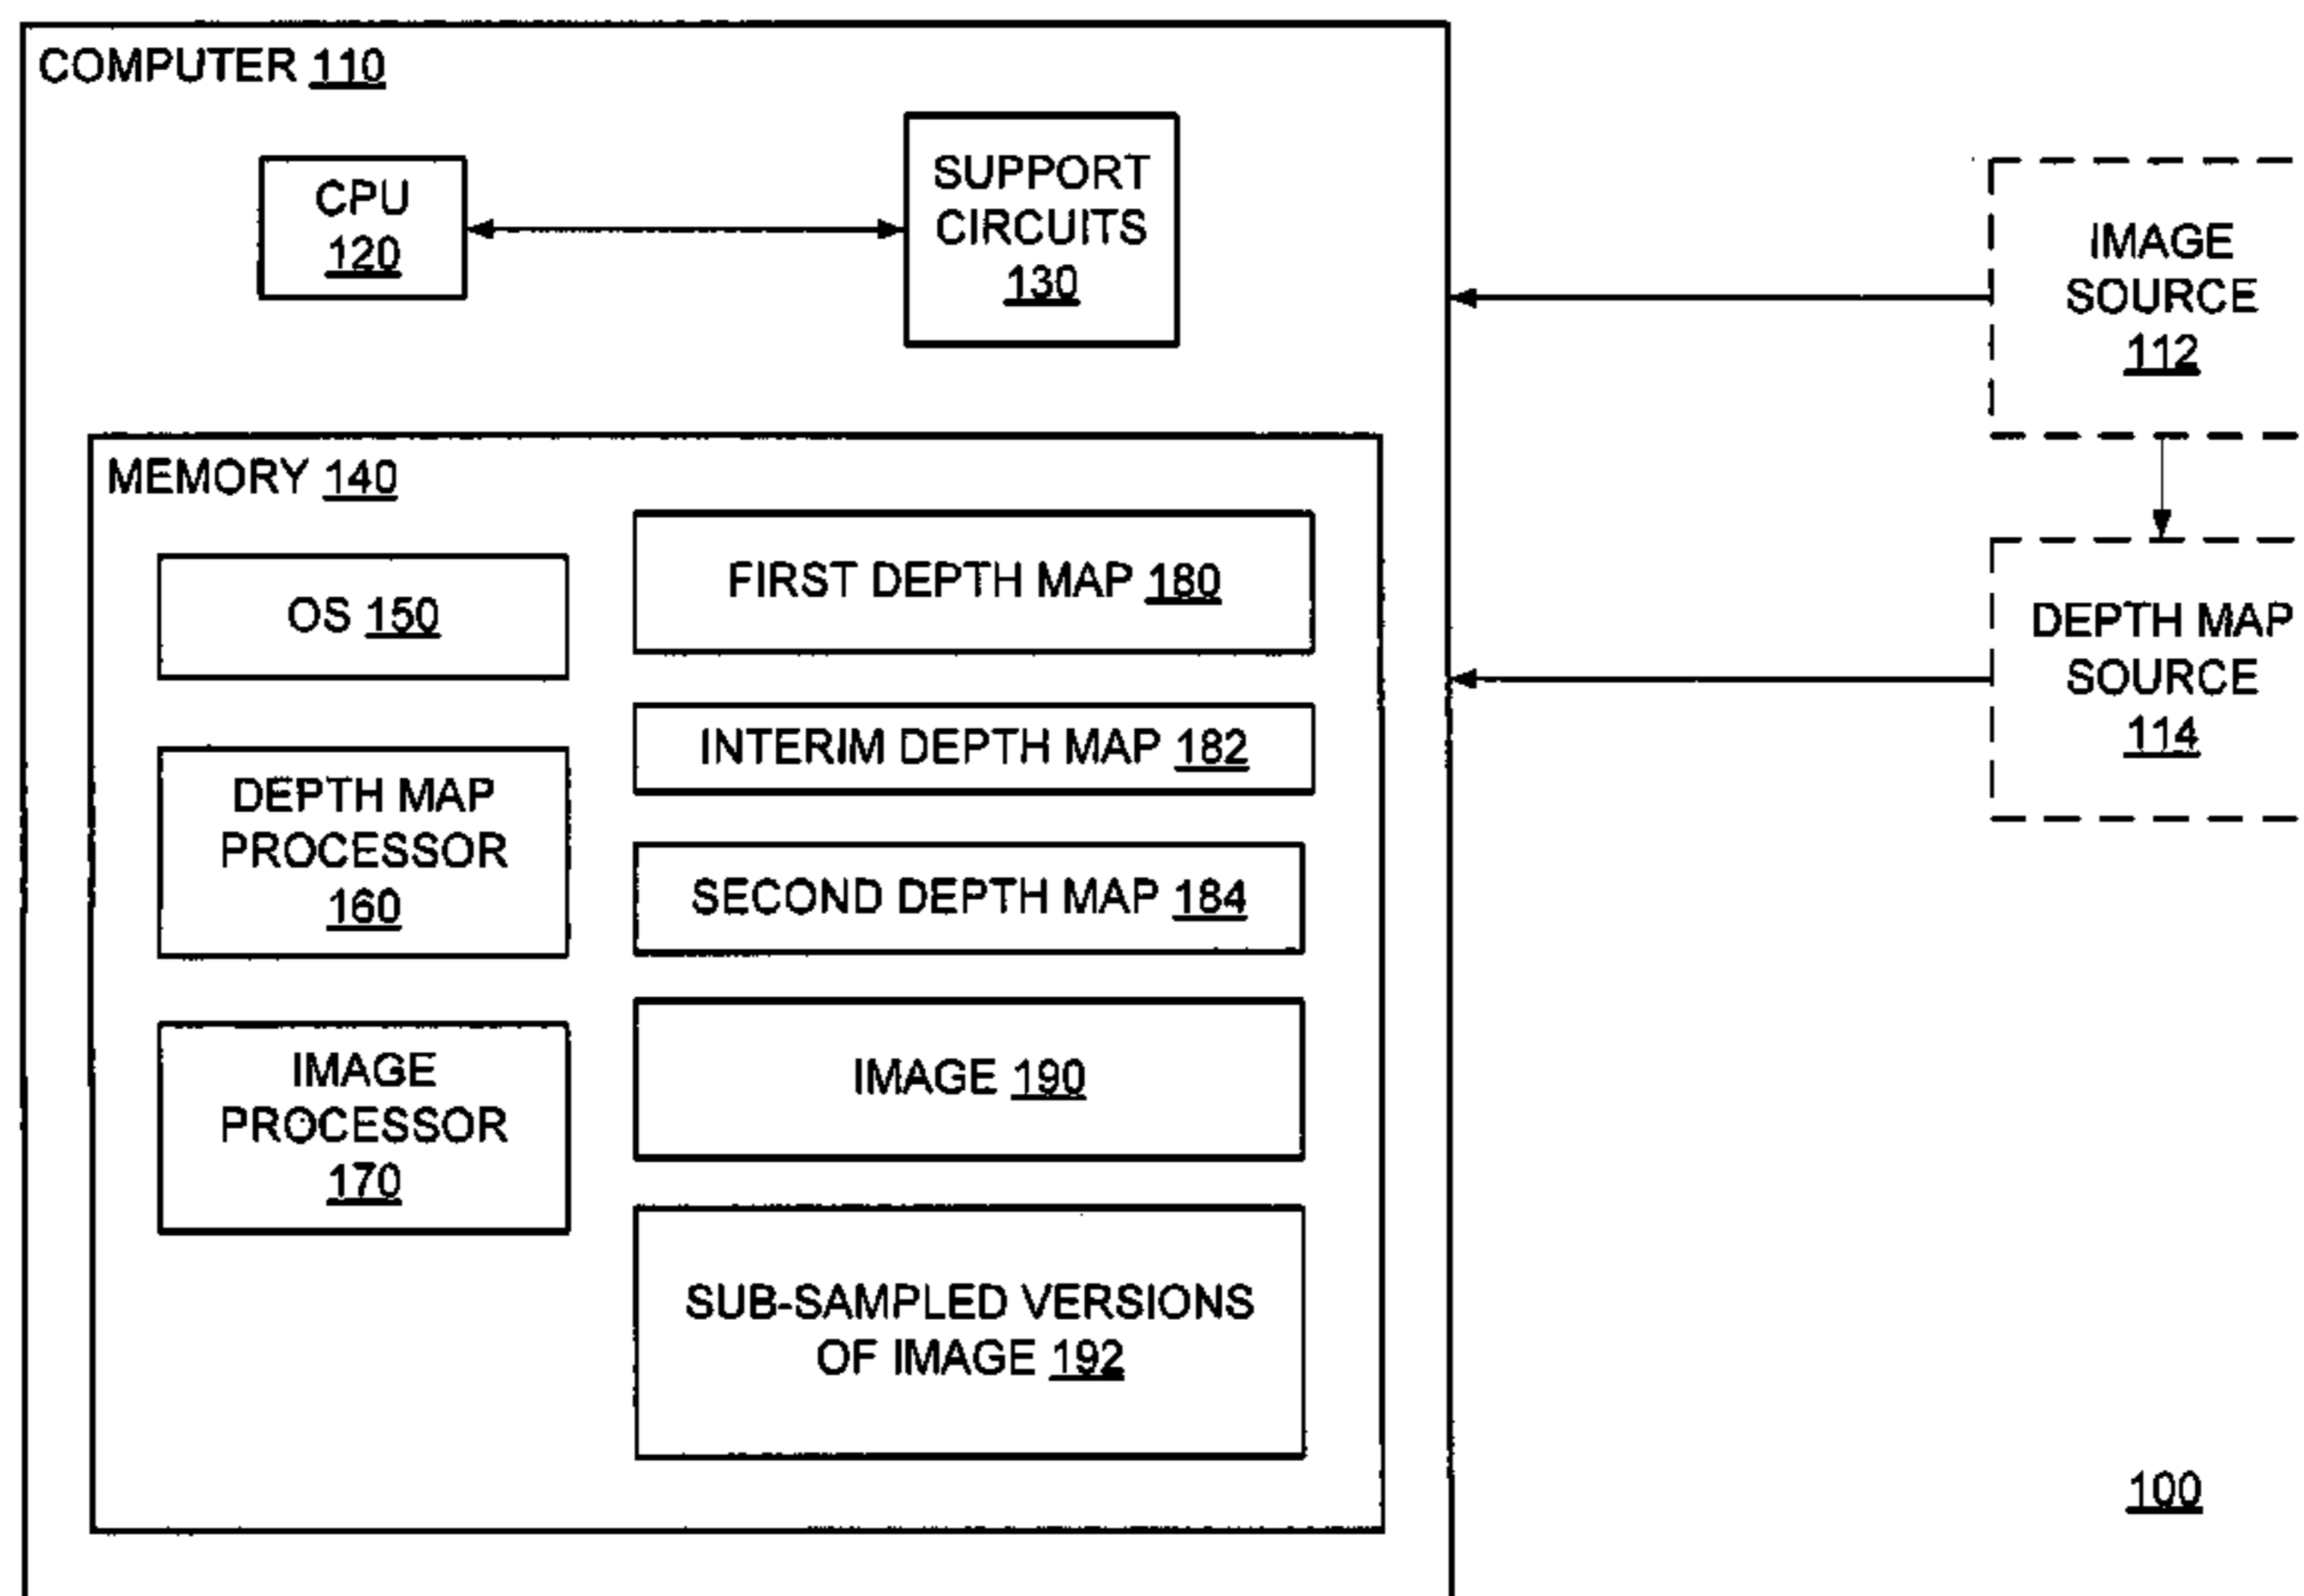 COMPUTER 110
CPU
120
SUPPORT
CIRCUITS
130
IMAGE
SOURCE
112
MEMORY 140
OS 150
DEPTH MAP
PROCESSOR
160
IMAGE
PROCESSOR
170
FIRST DEPTH MAP 180
INTERIM DEPTH MAP 182
SECOND DEPTH MAP 184
IMAGE 190
SUB-SAMPLED VERSIONS
OF IMAGE 192
DEPTH MAP
SOURCE
114
100